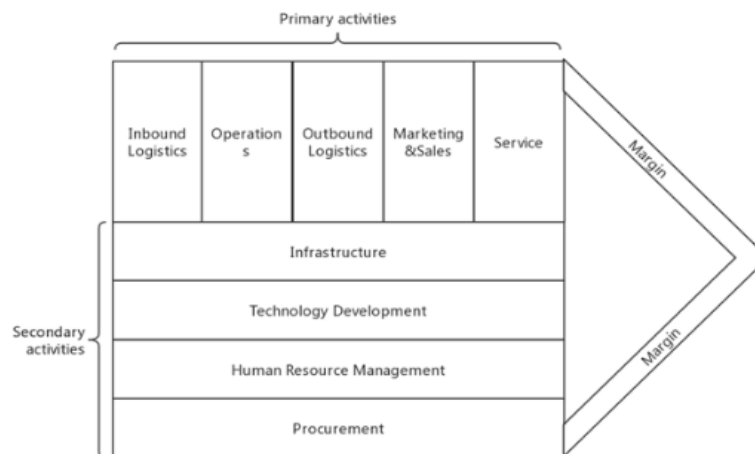 Primary activities
Inbound
Logistics
Operation
s
Outbound
Logistics
Marketing
&Sales
Service
Margin
Infrastructure
Technology Development
Secondary
activities
Human Resource Management
Margin
Procurement